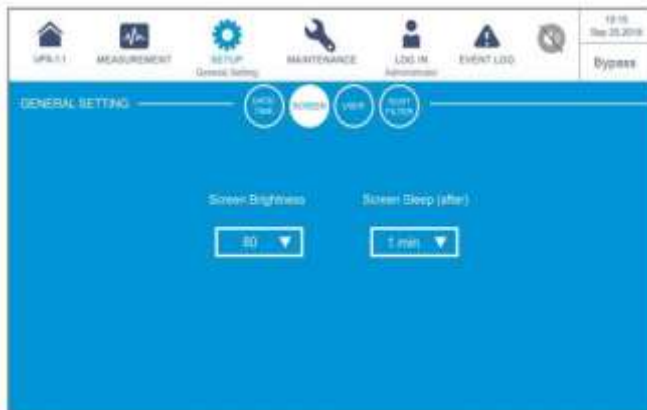 UPS-1.1
MEASUREMENT
SETUP
General Setting
MAINTENANCE
LOG IN
Administrator
EVENT LOG
Bypass
GENERAL SETTING
SCREEN
USER
Screen Brightness
Screen Sleep (after)
80
1 min